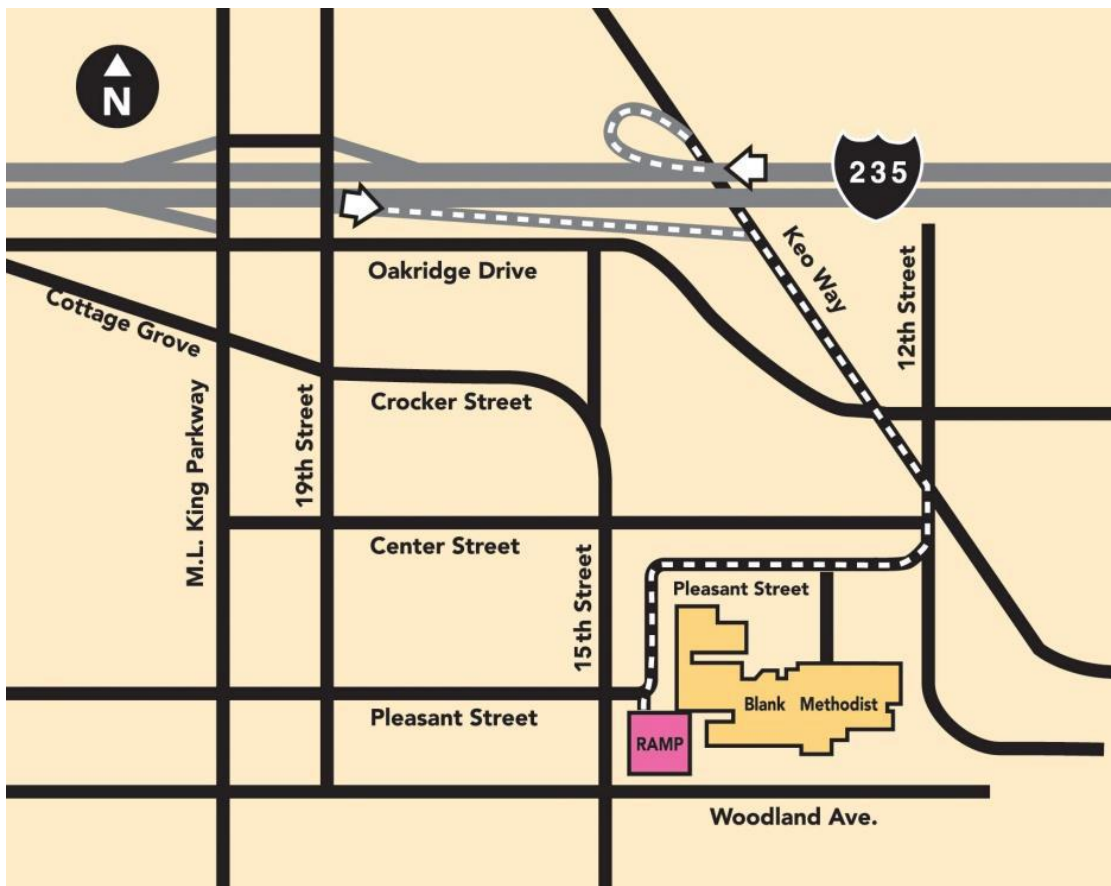 N
235
Keo Way
12th Street
Oakridge Drive
Cottage Grove
M.L. King Parkway
19th Street
Crocker Street
Center Street
15th Street
Pleasant Street
Pleasant Street
Blank Methodist
RAMP
Woodland Ave.